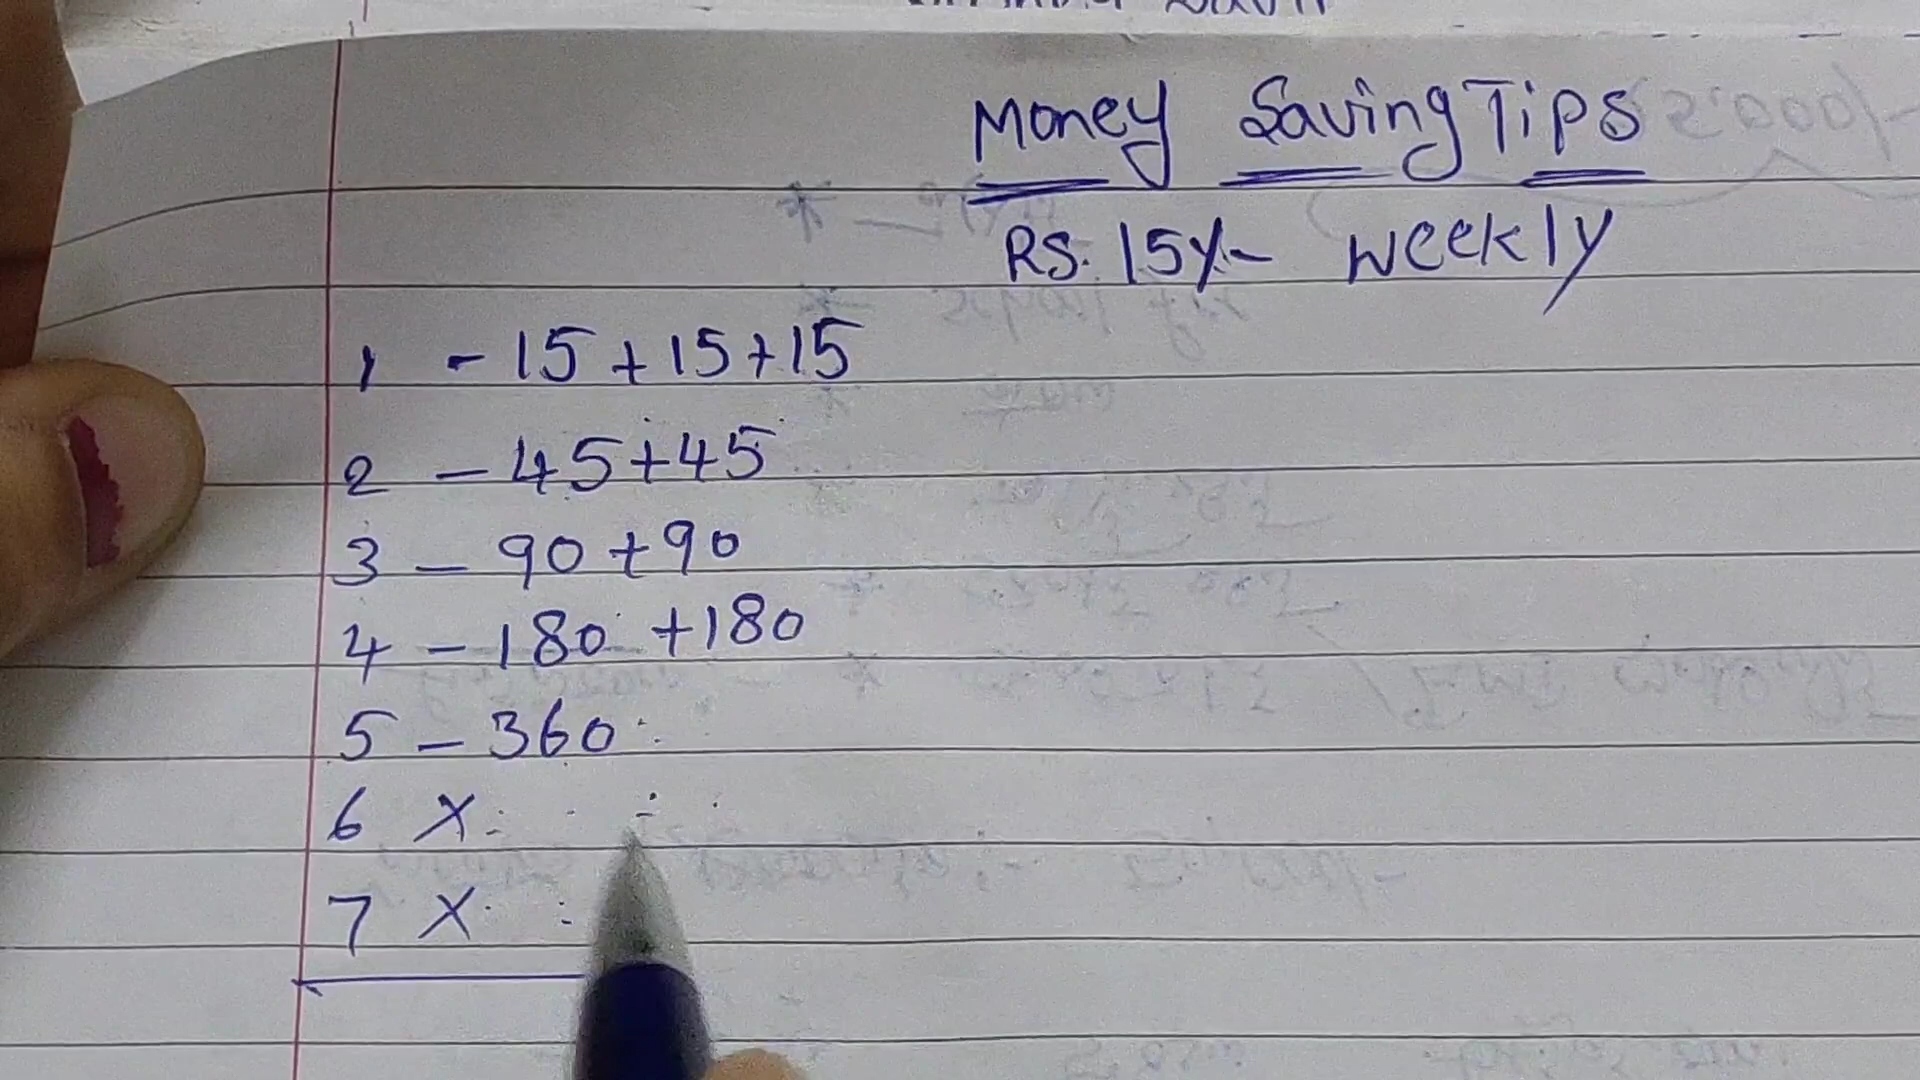 Money Saving Tips
RS. 15/- weekly
1 - 15 + 15 + 15
2 - 45 + 45
3 - 90 + 90
4 - 180 + 180
5 - 360
6 X
7 X